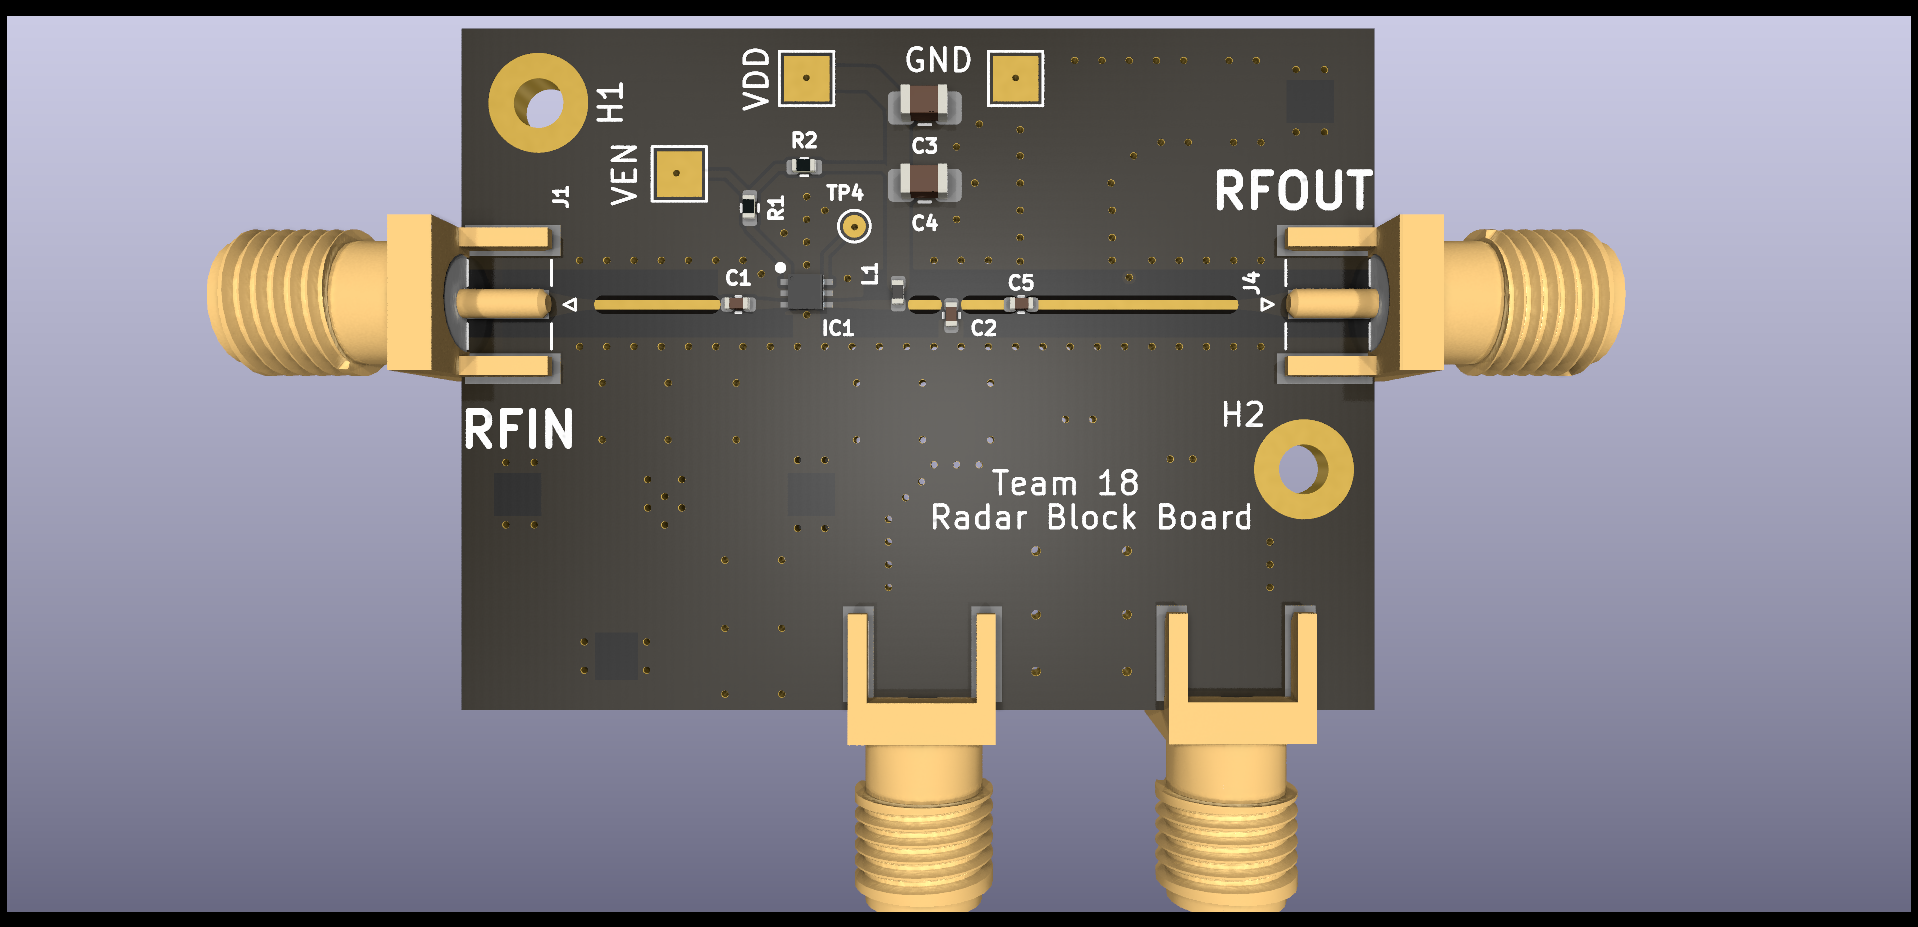 VDD
GND
H1
C3
R2
VEN
TP4
J1
R1
C4
RFOUT
L1
C1
C5
J4
IC1
C2
RFIN
H2
Team 18
Radar Block Board